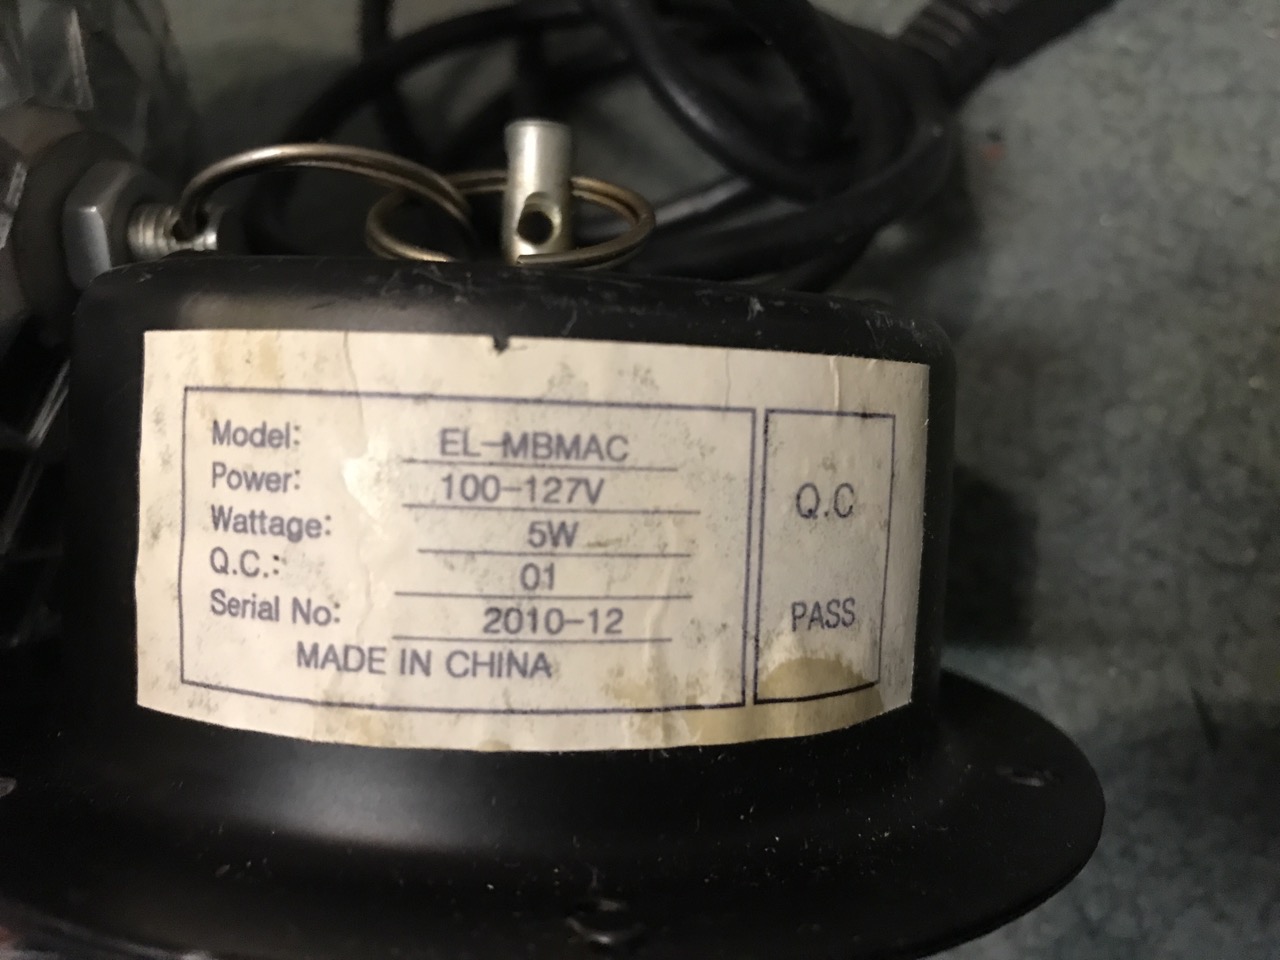 Model: EL-MBMAC
Power: 100-127V
Wattage: 5W
Q.C.: 01
Serial No: 2010-12
MADE IN CHINA
Q.C
PASS